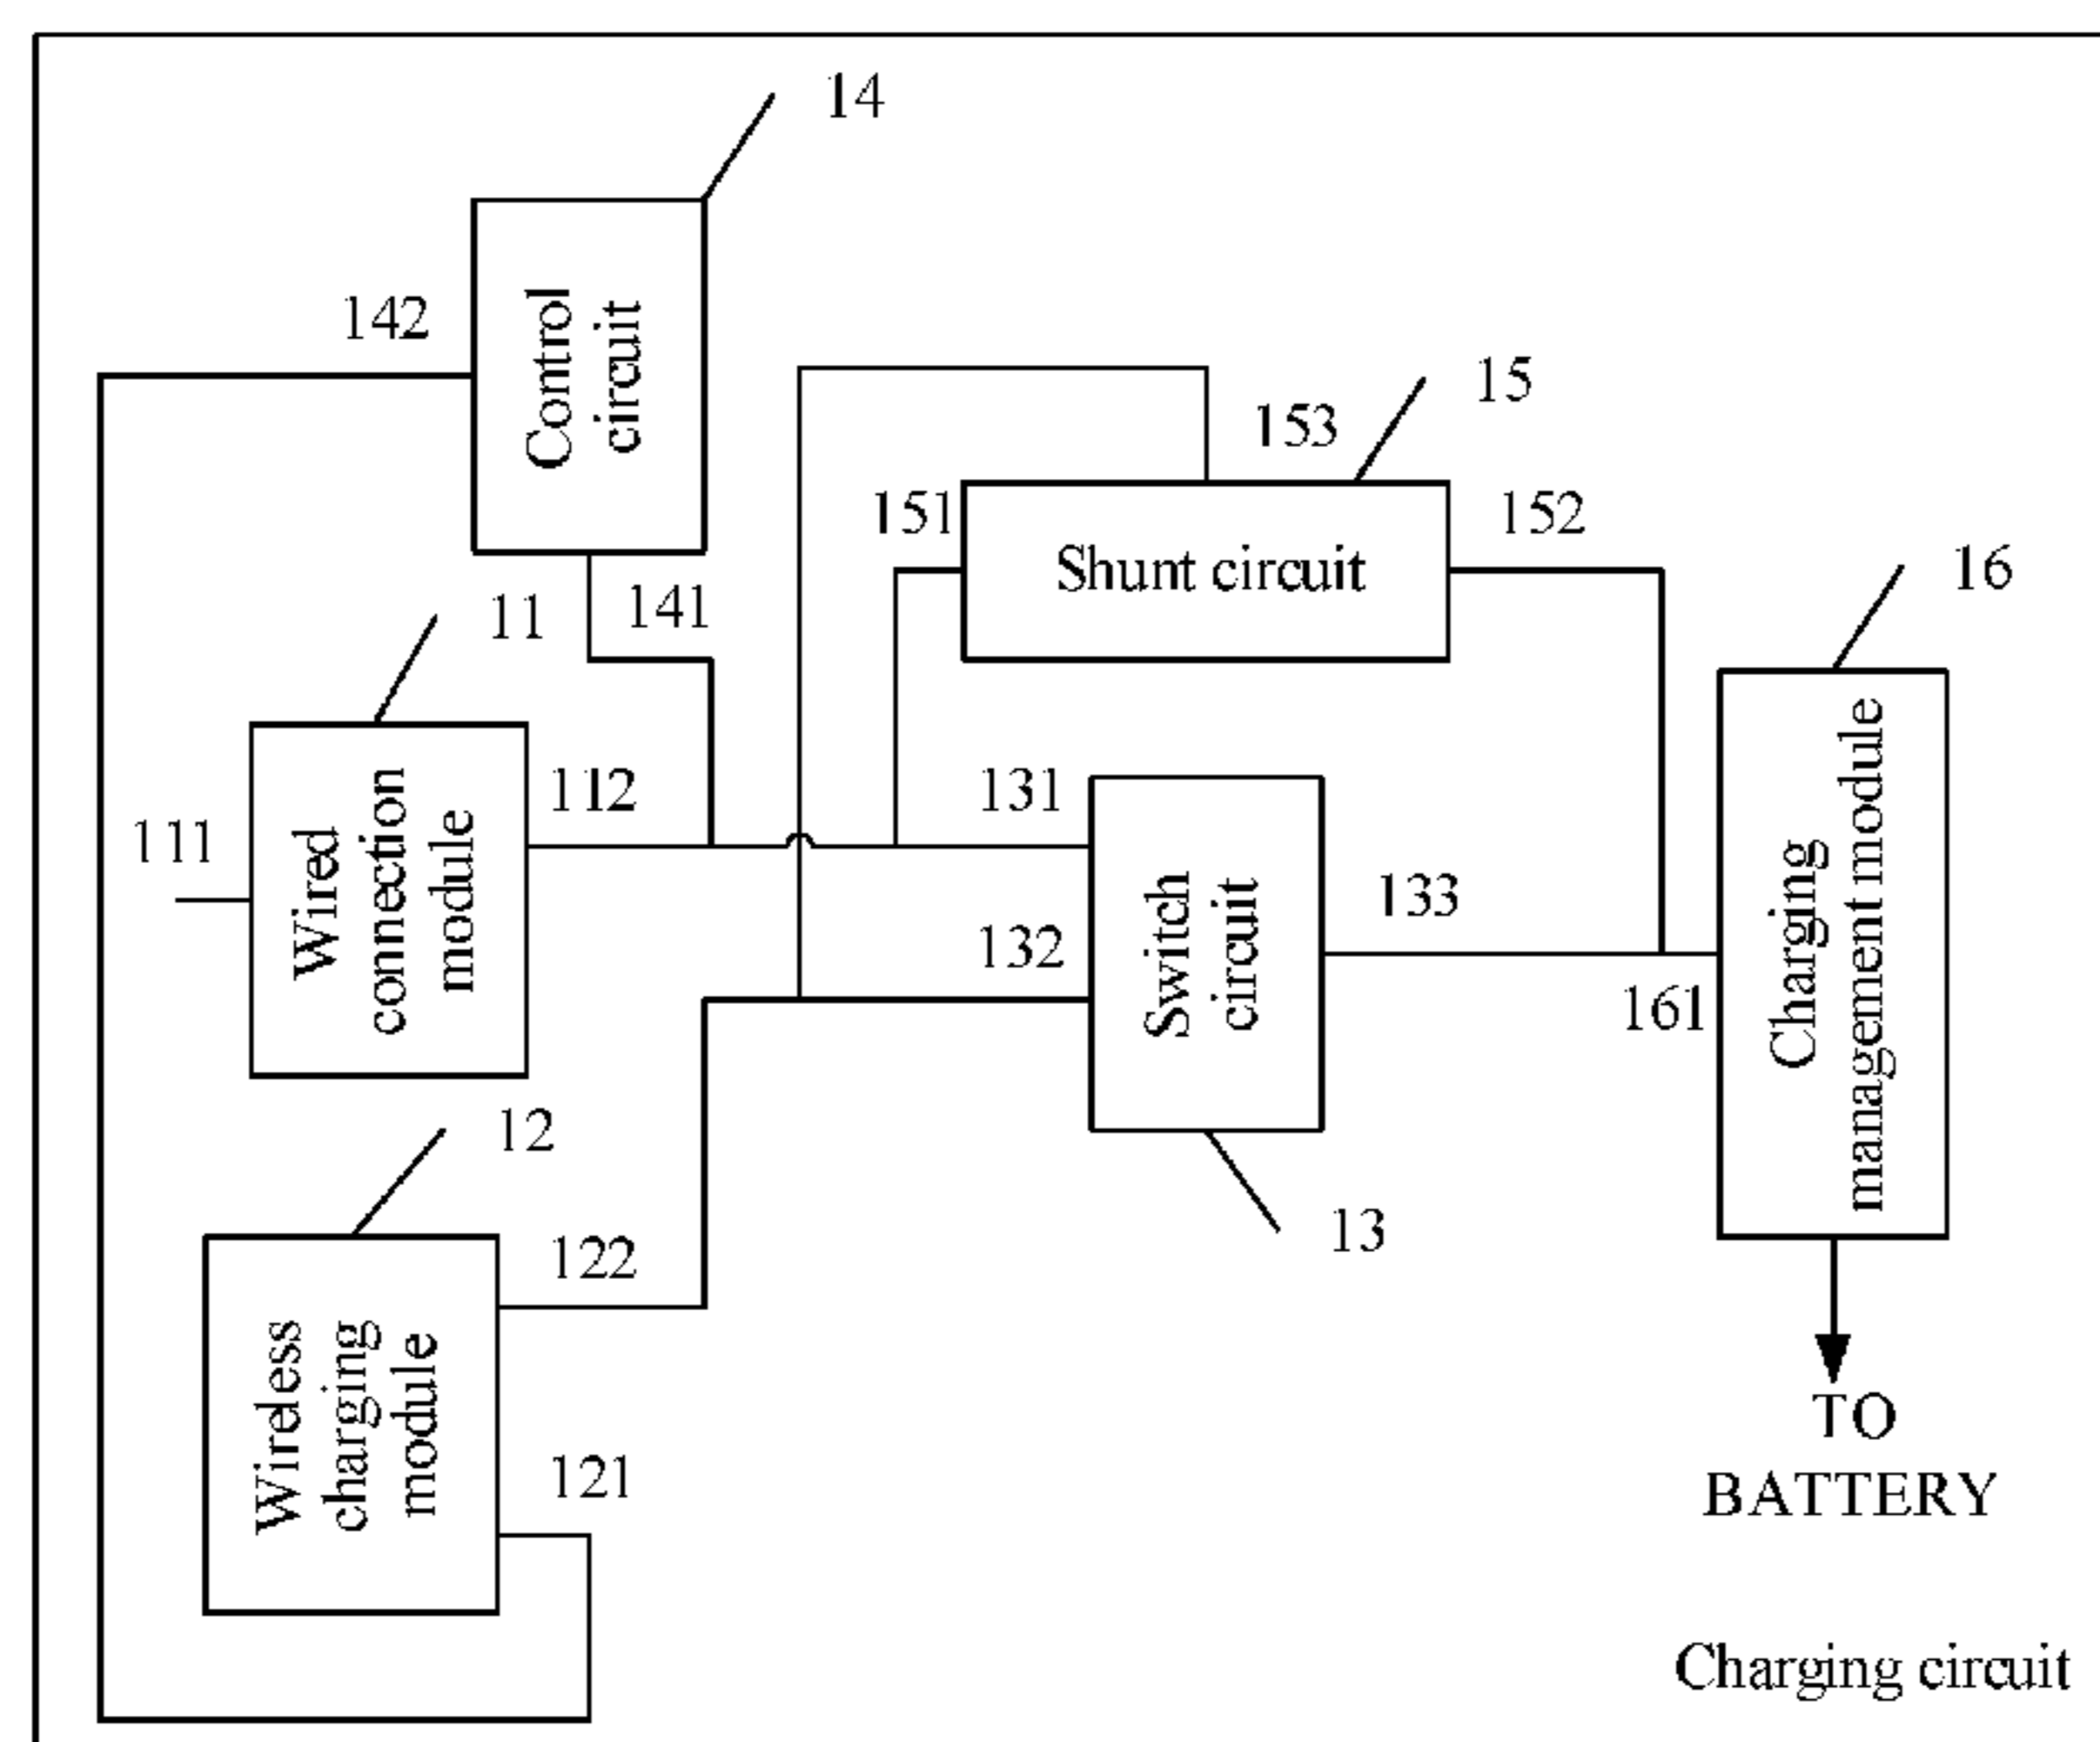 14
142
Control
circuit
141
15
153
151
152
Shunt circuit
16
11
112
111
Wired
connection
module
131
132
133
Switch
circuit
13
161
Charging
management module
12
122
121
Wireless
charging
module
TO
BATTERY
Charging circuit